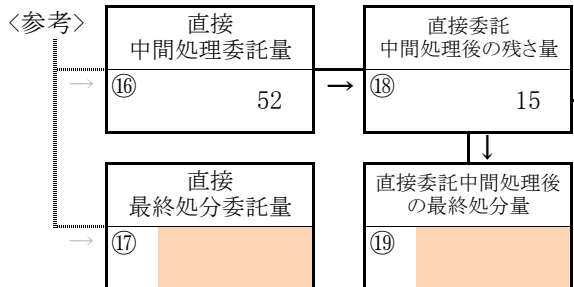 〈参考〉
直接
中間処理委託量
⑯
52
→
→
直接委託
中間処理後の残さ量
⑱
15
↓
直接
最終処分委託量
⑰
→
直接委託中間処理後
の最終処分量
⑲